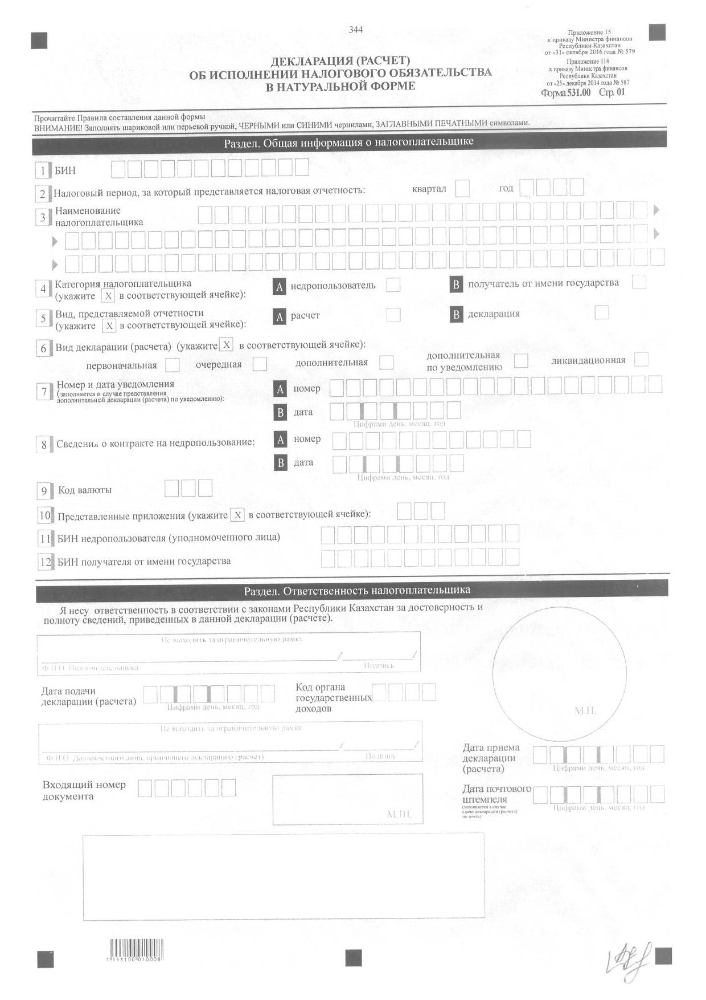 344
Приложение 15
к приказу Министра финансов
Республики Казахстан
от «31» октября 2016 года № 579
Приложение 114
к приказу Министра финансов
Республики Казахстан
от «25» декабря 2014 года № 587
Форма 531.00 Стр. 01
ДЕКЛАРАЦИЯ (РАСЧЕТ)
ОБ ИСПОЛНЕНИИ НАЛОГОВОГО ОБЯЗАТЕЛЬСТВА
В НАТУРАЛЬНОЙ ФОРМЕ
Прочитайте Правила составления данной формы
ВНИМАНИЕ! Заполнять шариковой или перьевой ручкой, ЧЕРНЫМИ или СИНИМИ чернилами, ЗАГЛАВНЫМИ ПЕЧАТНЫМИ символами.
Раздел. Общая информация о налогоплательщике
1 БИН
2 Налоговый период, за который представляется налоговая отчетность: квартал год
3 Наименование
налогоплательщика
4 Категория налогоплательщика
(укажите X в соответствующей ячейке):
A недропользователь B получатель от имени государства
5 Вид, представляемой отчетности
(укажите X в соответствующей ячейке):
A расчет B декларация
6 Вид декларации (расчета) (укажите X в соответствующей ячейке):
первоначальная очередная дополнительная дополнительная
по уведомлению ликвидационная
7 Номер и дата уведомления
(заполняется в случае представления
дополнительной декларации (расчета) по уведомлению):
A номер
B дата
Цифрами день, месяц, год
8 Сведения о контракте на недропользование: A номер
B дата
Цифрами день, месяц, год
9 Код валюты
10 Представленные приложения (укажите X в соответствующей ячейке):
11 БИН недропользователя (уполномоченного лица)
12 БИН получателя от имени государства
Раздел. Ответственность налогоплательщика
Я несу ответственность в соответствии с законами Республики Казахстан за достоверность и
полноту сведений, приведенных в данной декларации (расчете).
Не выходить за ограничительную рамку
/ /
Ф.И.О. Налогоплательщика Подпись
Дата подачи
декларации (расчета)
Цифрами день, месяц, год
Код органа
государственных
доходов
М.П.
Не выходить за ограничительную рамку
/ /
Ф.И.О. Должностного лица, принявшего декларацию (расчет) Подпись
Дата приема
декларации
(расчета)
Цифрами день, месяц, год
Входящий номер
документа
М.Ш.
Дата почтового
штемпеля
(заполняется в случае
сдачи декларации (расчета)
по почте)
Цифрами день, месяц, год
1 553100 010008